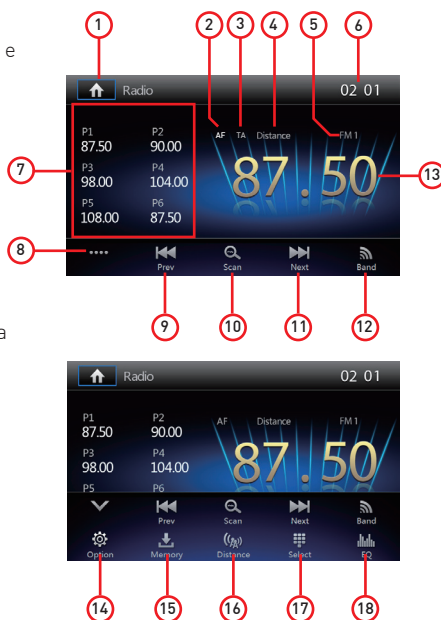 1 2 3 4 5 6
e
Radio 02 01
AF TA Distance FM 1
P1 P2
87.50 90.00
P3 P4
98.00 104.00
P5 P6
108.00 87.50
87.50
7
13
8
Prev Scan Next Band
9 10 11 12
a
Radio 02 01
AF Distance FM 1
P1 P2
87.50 90.00
P3 P4
98.00 104.00
P5 P6
87.50
Prev Scan Next Band
Option Memory Distance Select EQ
14 15 16 17 18